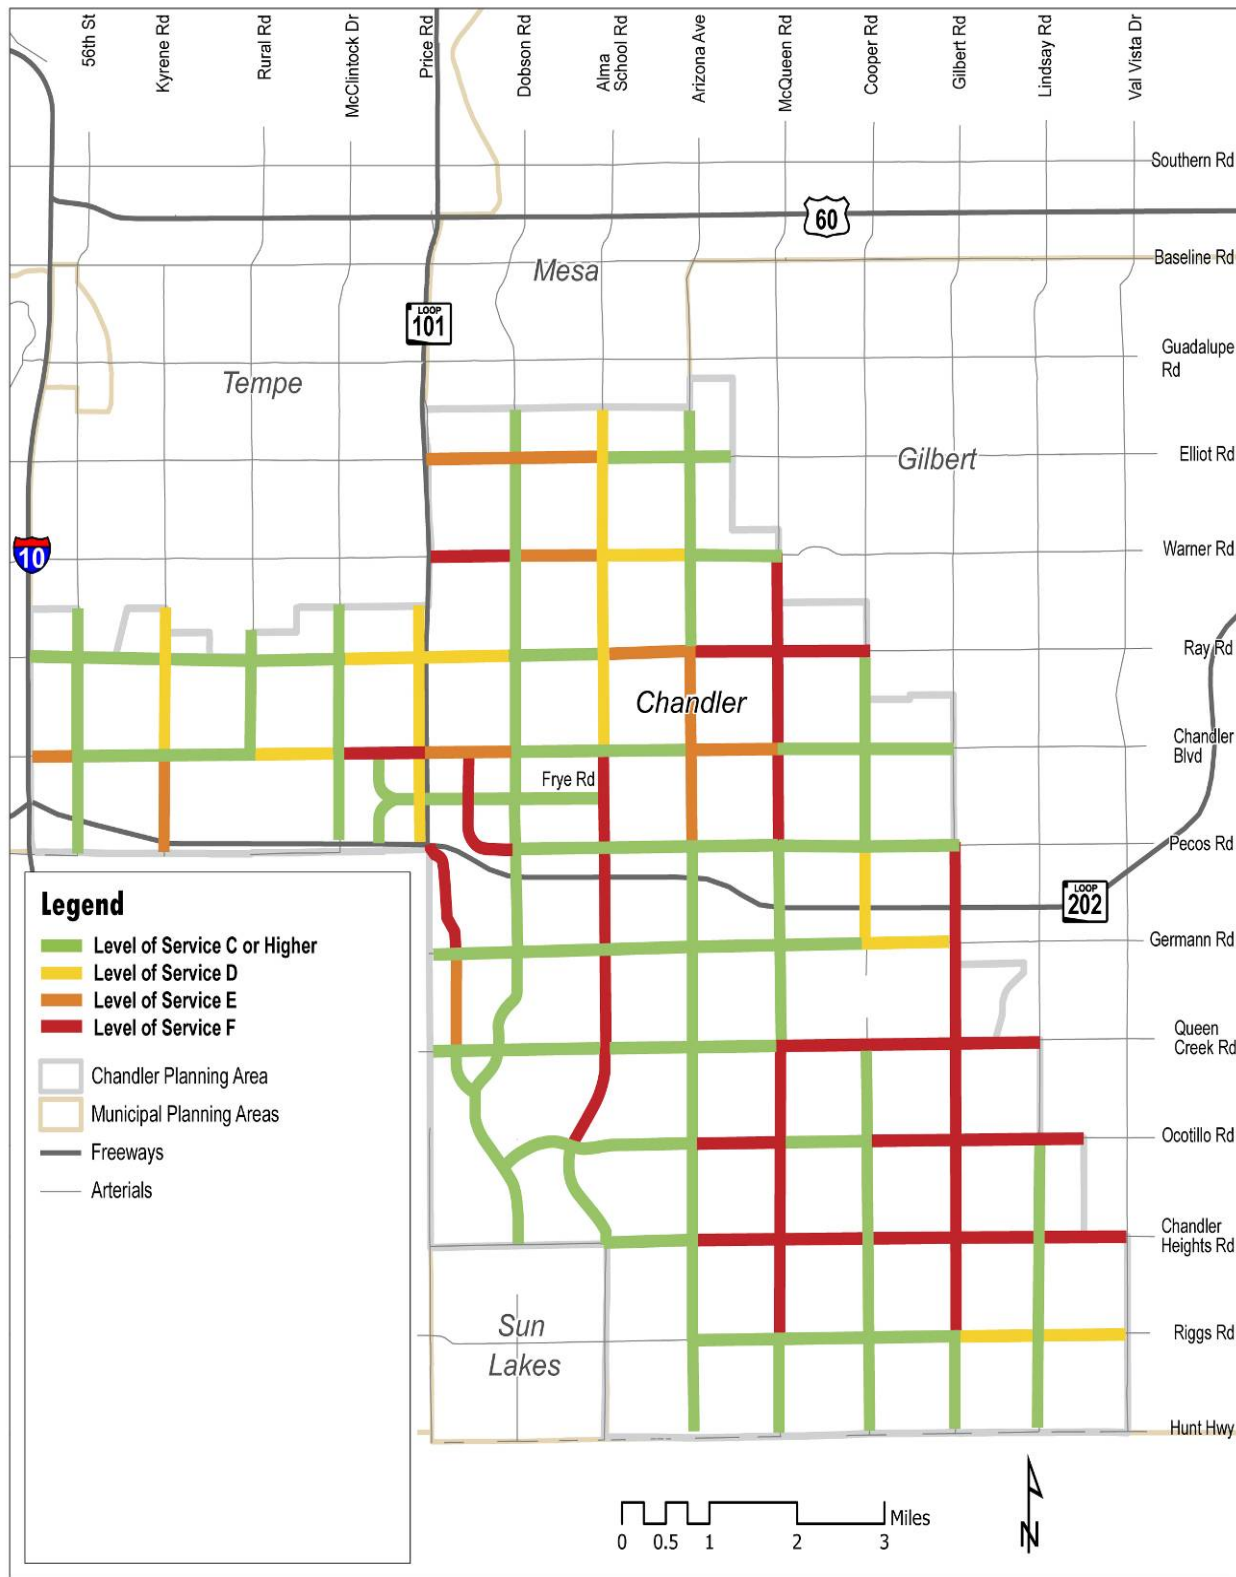 56th St
Kyrene Rd
Rural Rd
McClintock Dr
Price Rd
Dobson Rd
Alma
School Rd
Arizona Ave
McQueen Rd
Cooper Rd
Gilbert Rd
Lindsay Rd
Val Vista Dr
Southern Rd
60
Baseline Rd
Mesa
LOOP
101
Guadalupe
Rd
Tempe
Elliot Rd
Gilbert
Warner Rd
10
Ray Rd
Chandler
Chandler
Blvd
Frye Rd
Pecos Rd
LOOP
202
Germann Rd
Queen
Creek Rd
Ocotillo Rd
Chandler
Heights Rd
Sun
Lakes
Riggs Rd
Hunt Hwy
Legend
Level of Service C or Higher
Level of Service D
Level of Service E
Level of Service F
Chandler Planning Area
Municipal Planning Areas
Freeways
Arterials
Miles
0 0.5 1 2 3
N